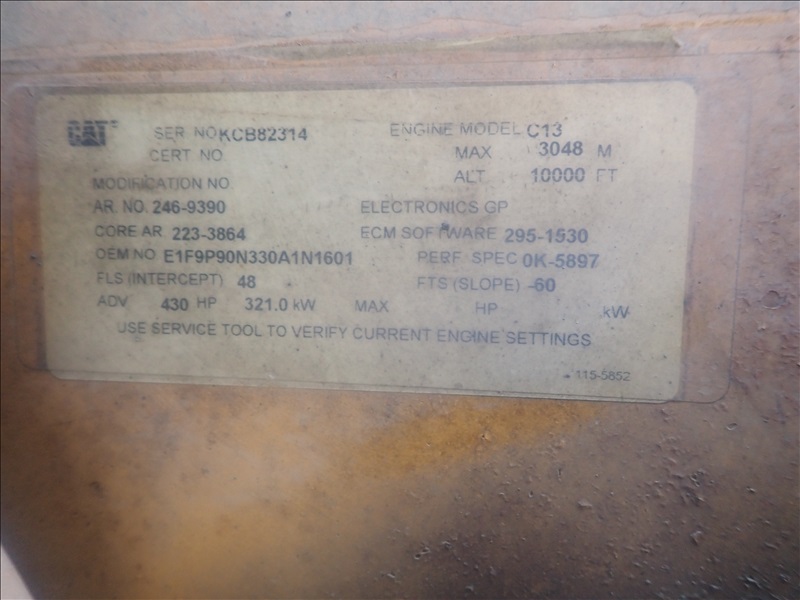 CAT SER NO KCB82314 ENGINE MODEL C13
CERT NO MAX 3048 M
ALT 10000 FT
MODIFICATION NO.
AR. NO. 246-9390 ELECTRONICS GP
CORE AR 223-3864 ECM SOFTWARE 295-1530
OEM NO E1F9P90N330A1N1601 PERF SPEC 0K-5897
FLS (INTERCEPT) 48 FTS (SLOPE) -60
ADV 430 HP 321.0 kW MAX HP kW
USE SERVICE TOOL TO VERIFY CURRENT ENGINE SETTINGS
115-5852